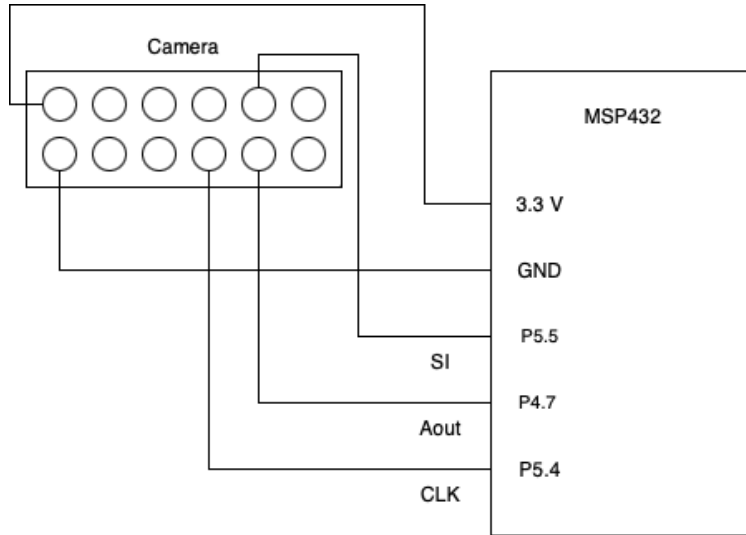 Camera
MSP432
3.3 V
GND
P5.5
SI
P4.7
Aout
P5.4
CLK